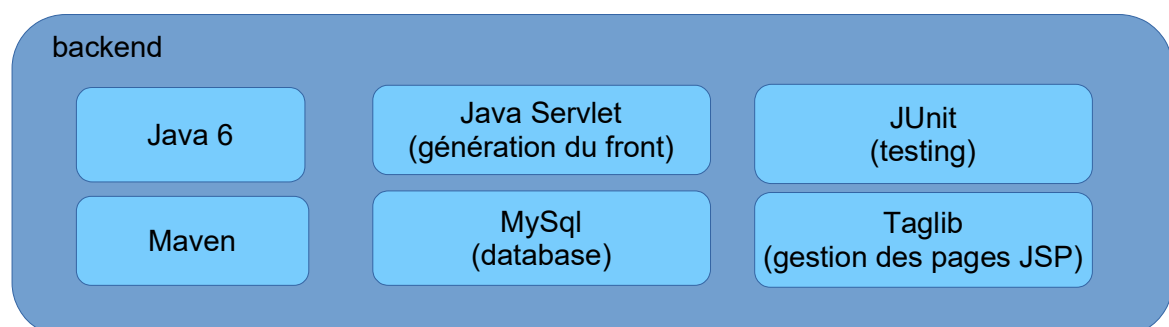 backend
Java 6
Java Servlet
(génération du front)
JUnit
(testing)
Maven
MySql
(database)
Taglib
(gestion des pages JSP)